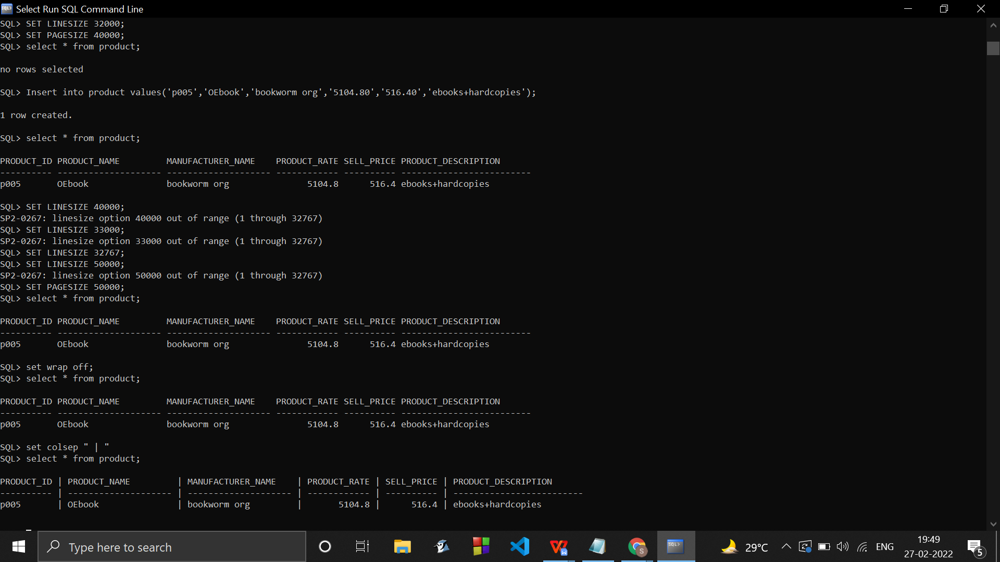 Select Run SQL Command Line
SQL> SET LINESIZE 32000;
SQL> SET PAGESIZE 40000;
SQL> select * from product;
no rows selected
SQL> Insert into product values('p005','OEbook','bookworm org','5104.80','516.40','ebooks+hardcopies');
1 row created.
SQL> select * from product;
PRODUCT_ID PRODUCT_NAME         MANUFACTURER_NAME    PRODUCT_RATE SELL_PRICE PRODUCT_DESCRIPTION
---------- -------------------- -------------------- ------------ ---------- -------------------------
p005       OEbook               bookworm org               5104.8      516.4 ebooks+hardcopies
SQL> SET LINESIZE 40000;
SP2-0267: linesize option 40000 out of range (1 through 32767)
SQL> SET LINESIZE 33000;
SP2-0267: linesize option 33000 out of range (1 through 32767)
SQL> SET LINESIZE 32767;
SQL> SET LINESIZE 50000;
SP2-0267: linesize option 50000 out of range (1 through 32767)
SQL> SET PAGESIZE 50000;
SQL> select * from product;
PRODUCT_ID PRODUCT_NAME         MANUFACTURER_NAME    PRODUCT_RATE SELL_PRICE PRODUCT_DESCRIPTION
---------- -------------------- -------------------- ------------ ---------- -------------------------
p005       OEbook               bookworm org               5104.8      516.4 ebooks+hardcopies
SQL> set wrap off;
SQL> select * from product;
PRODUCT_ID PRODUCT_NAME         MANUFACTURER_NAME    PRODUCT_RATE SELL_PRICE PRODUCT_DESCRIPTION
---------- -------------------- -------------------- ------------ ---------- -------------------------
p005       OEbook               bookworm org               5104.8      516.4 ebooks+hardcopies
SQL> set colsep " | "
SQL> select * from product;
PRODUCT_ID | PRODUCT_NAME         | MANUFACTURER_NAME    | PRODUCT_RATE | SELL_PRICE | PRODUCT_DESCRIPTION
---------- | -------------------- | -------------------- | ------------ | ---------- | -------------------------
p005       | OEbook               | bookworm org         |       5104.8 |      516.4 | ebooks+hardcopies
Type here to search
29°C
ENG
19:49
27-02-2022
5